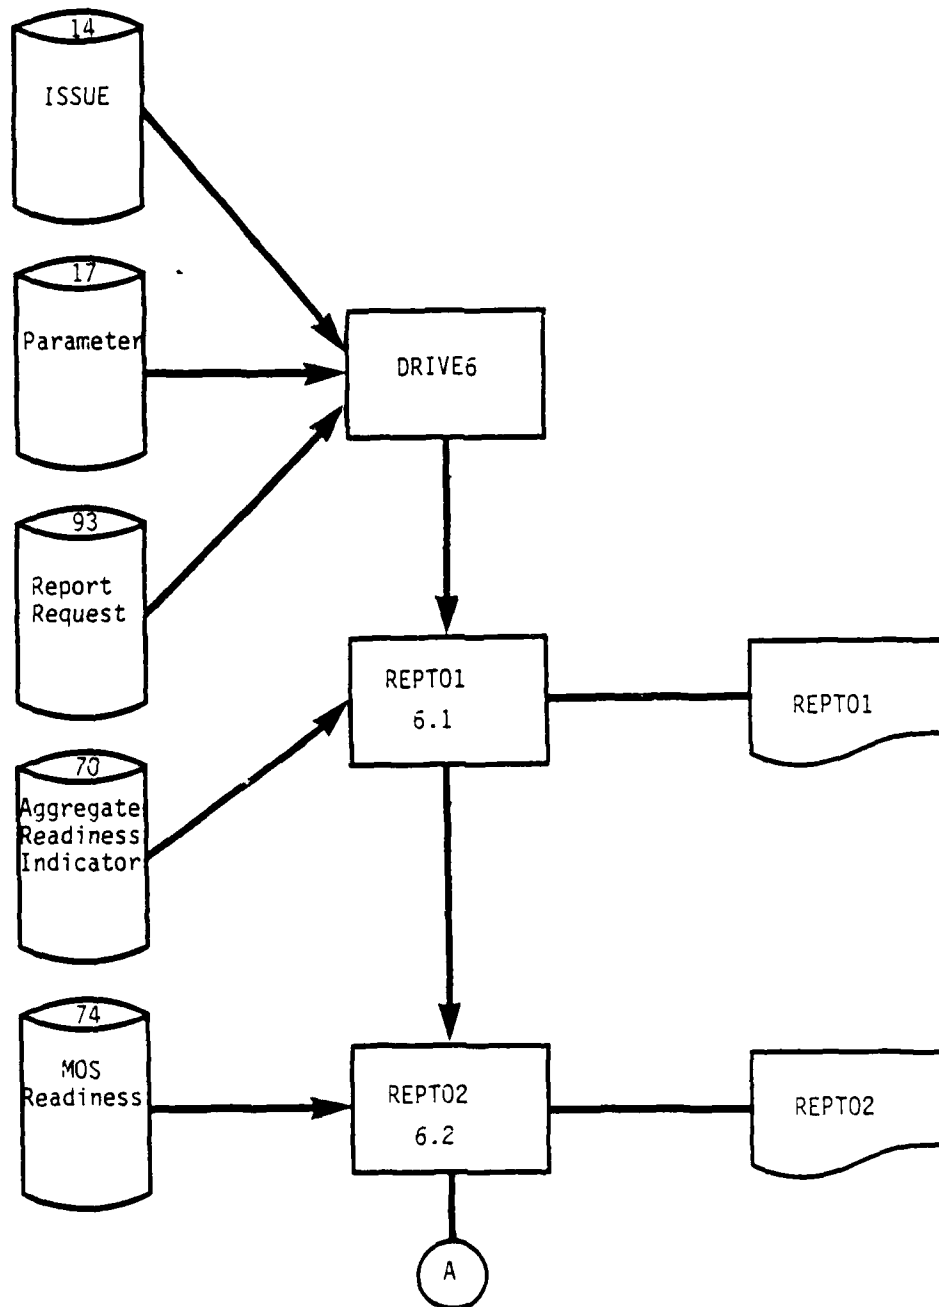 14
ISSUE
17
Parameter
DRIVE6
93
Report
Request
REPT01
6.1
REPT01
70
Aggregate
Readiness
Indicator
74
MOS
Readiness
REPT02
6.2
REPT02
A